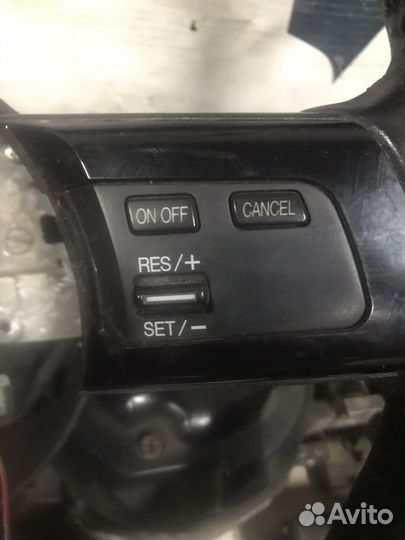 ON OFF
CANCEL
RES/+
SET/-
Avito